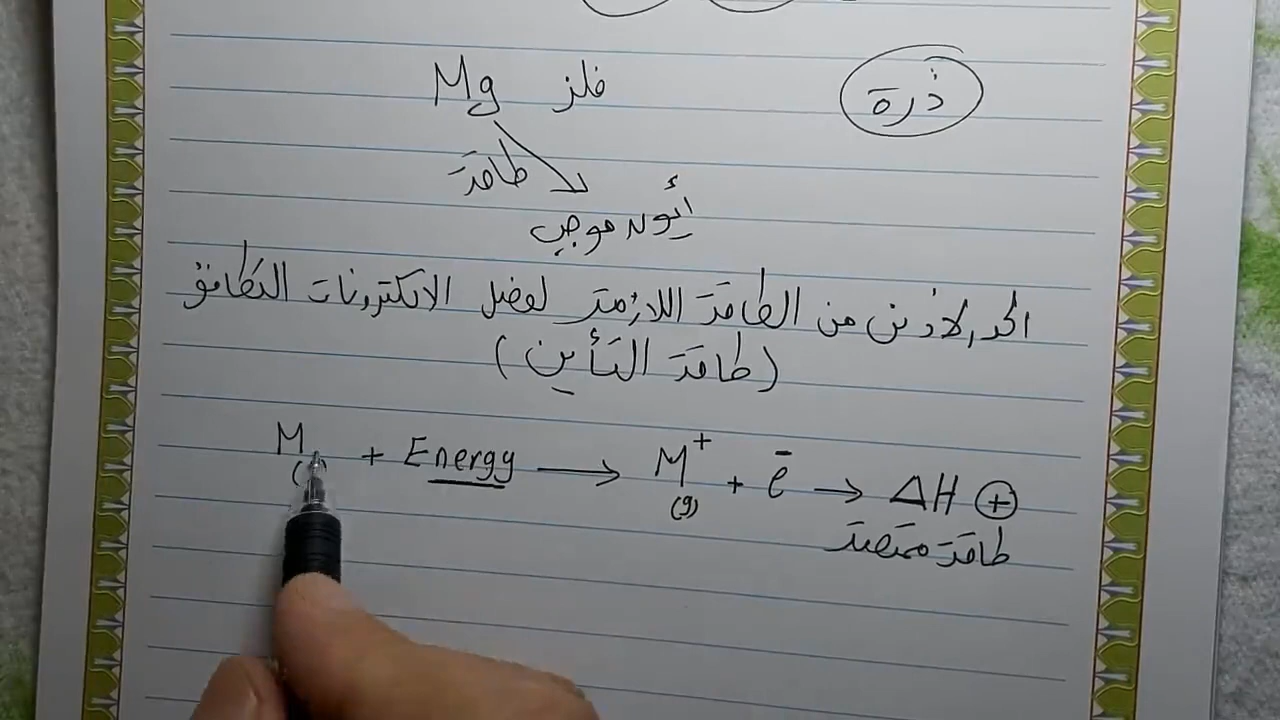 ذرة فلز Mg
طاقة
أيون موجب
الحد الأدنى من الطاقة اللازمة لفصل الالكترونات
(طاقة التأين)
M + Energy → M⁺(g) + e⁻ → ΔH ⊕
طاقة ممتصة